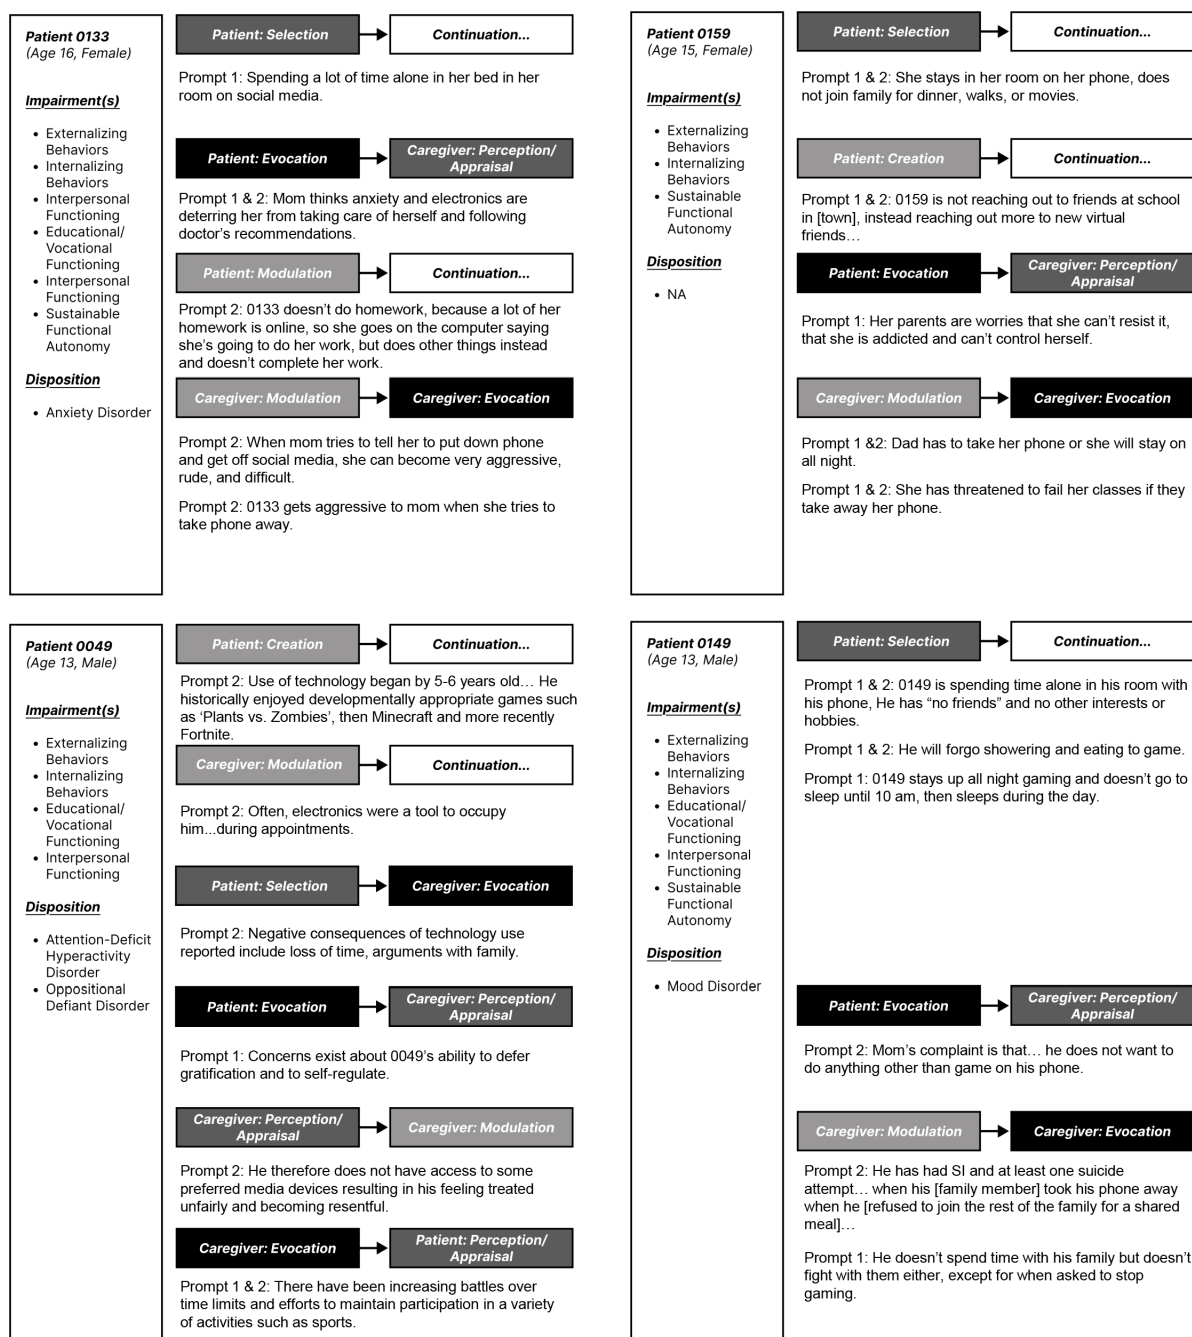 Patient 0133
(Age 16, Female)
Impairment(s)
• Externalizing
Behaviors
• Internalizing
Behaviors
• Interpersonal
Functioning
• Educational/
Vocational
Functioning
• Interpersonal
Functioning
• Sustainable
Functional
Autonomy
Disposition
• Anxiety Disorder
Patient: Selection
Continuation...
Prompt 1: Spending a lot of time alone in her bed in her
room on social media.
Patient: Evocation
Caregiver: Perception/
Appraisal
Prompt 1 & 2: Mom thinks anxiety and electronics are
deterring her from taking care of herself and following
doctor's recommendations.
Patient: Modulation
Continuation...
Prompt 2: 0133 doesn't do homework, because a lot of her
homework is online, so she goes on the computer saying
she's going to do her work, but does other things instead
and doesn't complete her work.
Caregiver: Modulation
Caregiver: Evocation
Prompt 2: When mom tries to tell her to put down phone
and get off social media, she can become very aggressive,
rude, and difficult.
Prompt 2: 0133 gets aggressive to mom when she tries to
take phone away.
Patient 0159
(Age 15, Female)
Impairment(s)
• Externalizing
Behaviors
• Internalizing
Behaviors
• Sustainable
Functional
Autonomy
Disposition
• NA
Patient: Selection
Continuation...
Prompt 1 & 2: She stays in her room on her phone, does
not join family for dinner, walks, or movies.
Patient: Creation
Continuation...
Prompt 1 & 2: 0159 is not reaching out to friends at school
in [town], instead reaching out more to new virtual
friends…
Patient: Evocation
Caregiver: Perception/
Appraisal
Prompt 1: Her parents are worries that she can't resist it,
that she is addicted and can't control herself.
Caregiver: Modulation
Caregiver: Evocation
Prompt 1 &2: Dad has to take her phone or she will stay on
all night.
Prompt 1 & 2: She has threatened to fail her classes if they
take away her phone.
Patient 0049
(Age 13, Male)
Impairment(s)
• Externalizing
Behaviors
• Internalizing
Behaviors
• Educational/
Vocational
Functioning
• Interpersonal
Functioning
Disposition
• Attention-Deficit
Hyperactivity
Disorder
• Oppositional
Defiant Disorder
Patient: Creation
Continuation...
Prompt 2: Use of technology began by 5-6 years old… He
historically enjoyed developmentally appropriate games such
as 'Plants vs. Zombies', then Minecraft and more recently
Fortnite.
Caregiver: Modulation
Continuation...
Prompt 2: Often, electronics were a tool to occupy
him...during appointments.
Patient: Selection
Caregiver: Evocation
Prompt 2: Negative consequences of technology use
reported include loss of time, arguments with family.
Patient: Evocation
Caregiver: Perception/
Appraisal
Prompt 1: Concerns exist about 0049's ability to defer
gratification and to self-regulate.
Caregiver: Perception/
Appraisal
Caregiver: Modulation
Prompt 2: He therefore does not have access to some
preferred media devices resulting in his feeling treated
unfairly and becoming resentful.
Caregiver: Evocation
Patient: Perception/
Appraisal
Prompt 1 & 2: There have been increasing battles over
time limits and efforts to maintain participation in a variety
of activities such as sports.
Patient 0149
(Age 13, Male)
Impairment(s)
• Externalizing
Behaviors
• Internalizing
Behaviors
• Educational/
Vocational
Functioning
• Interpersonal
Functioning
• Sustainable
Functional
Autonomy
Disposition
• Mood Disorder
Patient: Selection
Continuation...
Prompt 1 & 2: 0149 is spending time alone in his room with
his phone, He has "no friends" and no other interests or
hobbies.
Prompt 1 & 2: He will forgo showering and eating to game.
Prompt 1: 0149 stays up all night gaming and doesn't go to
sleep until 10 am, then sleeps during the day.
Patient: Evocation
Caregiver: Perception/
Appraisal
Prompt 2: Mom's complaint is that… he does not want to
do anything other than game on his phone.
Caregiver: Modulation
Caregiver: Evocation
Prompt 2: He has had SI and at least one suicide
attempt… when his [family member] took his phone away
when he [refused to join the rest of the family for a shared
meal]…
Prompt 1: He doesn't spend time with his family but doesn't
fight with them either, except for when asked to stop
gaming.